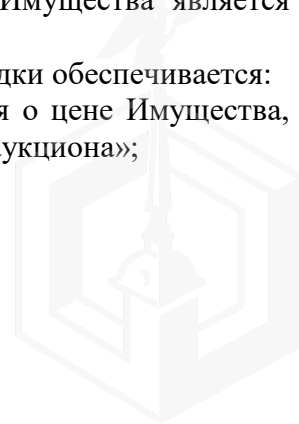 Имущества является
дки обеспечивается:
я о цене Имущества,
укциона»;